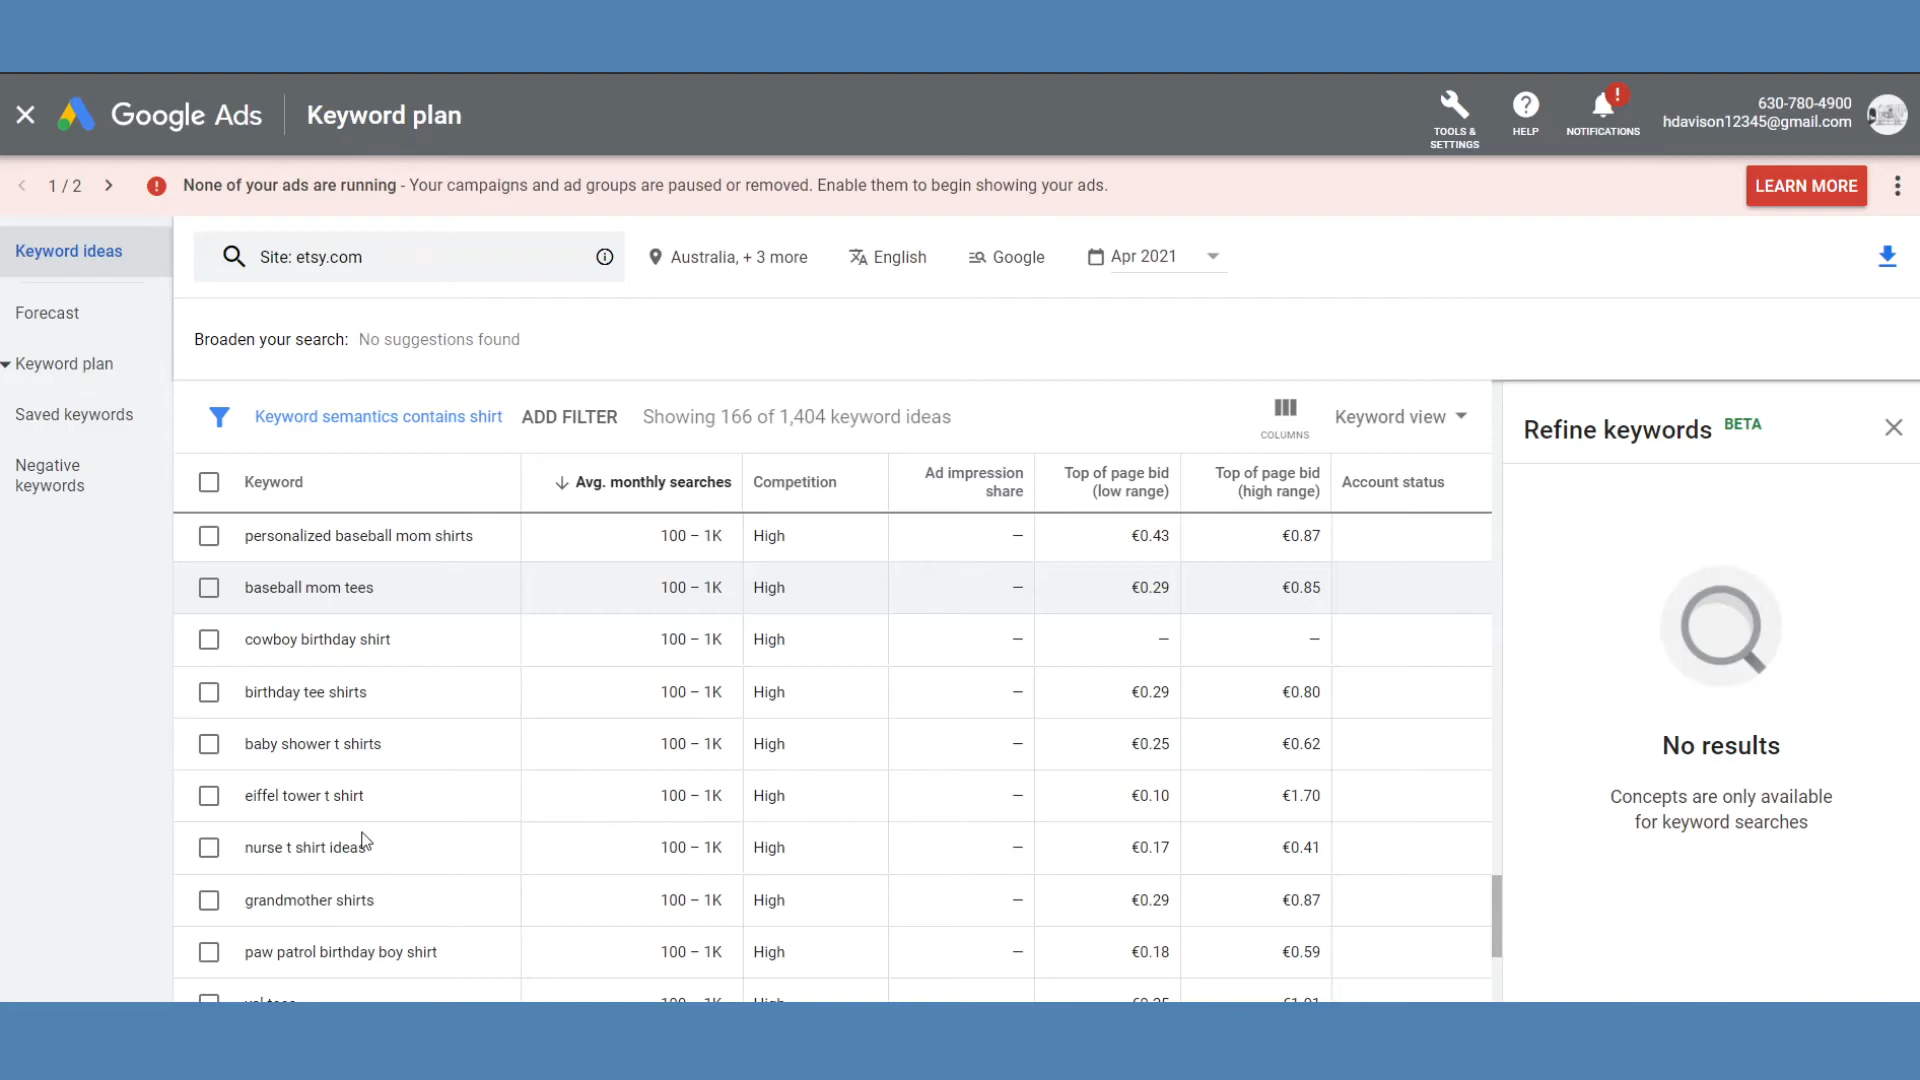 Google Ads
Keyword plan
TOOLS &
SETTINGS
HELP
!
NOTIFICATIONS
630-780-4900
hdavison12345@gmail.com
1 / 2
None of your ads are running - Your campaigns and ad groups are paused or removed. Enable them to begin showing your ads.
LEARN MORE
Keyword ideas
Forecast
Keyword plan
Saved keywords
Negative
keywords
Site: etsy.com
Australia, + 3 more
English
Google
Apr 2021
Broaden your search: No suggestions found
Keyword semantics contains shirt
ADD FILTER
Showing 166 of 1,404 keyword ideas
COLUMNS
Keyword view
Refine keywords BETA
Keyword Avg. monthly searches Competition Ad impression share Top of page bid (low range) Top of page bid (high range) Account status
personalized baseball mom shirts 100 – 1K High – €0.43 €0.87
baseball mom tees 100 – 1K High – €0.29 €0.85
cowboy birthday shirt 100 – 1K High – – –
birthday tee shirts 100 – 1K High – €0.29 €0.80
baby shower t shirts 100 – 1K High – €0.25 €0.62
eiffel tower t shirt 100 – 1K High – €0.10 €1.70
nurse t shirt ideas 100 – 1K High – €0.17 €0.41
grandmother shirts 100 – 1K High – €0.29 €0.87
paw patrol birthday boy shirt 100 – 1K High – €0.18 €0.59
No results
Concepts are only available
for keyword searches